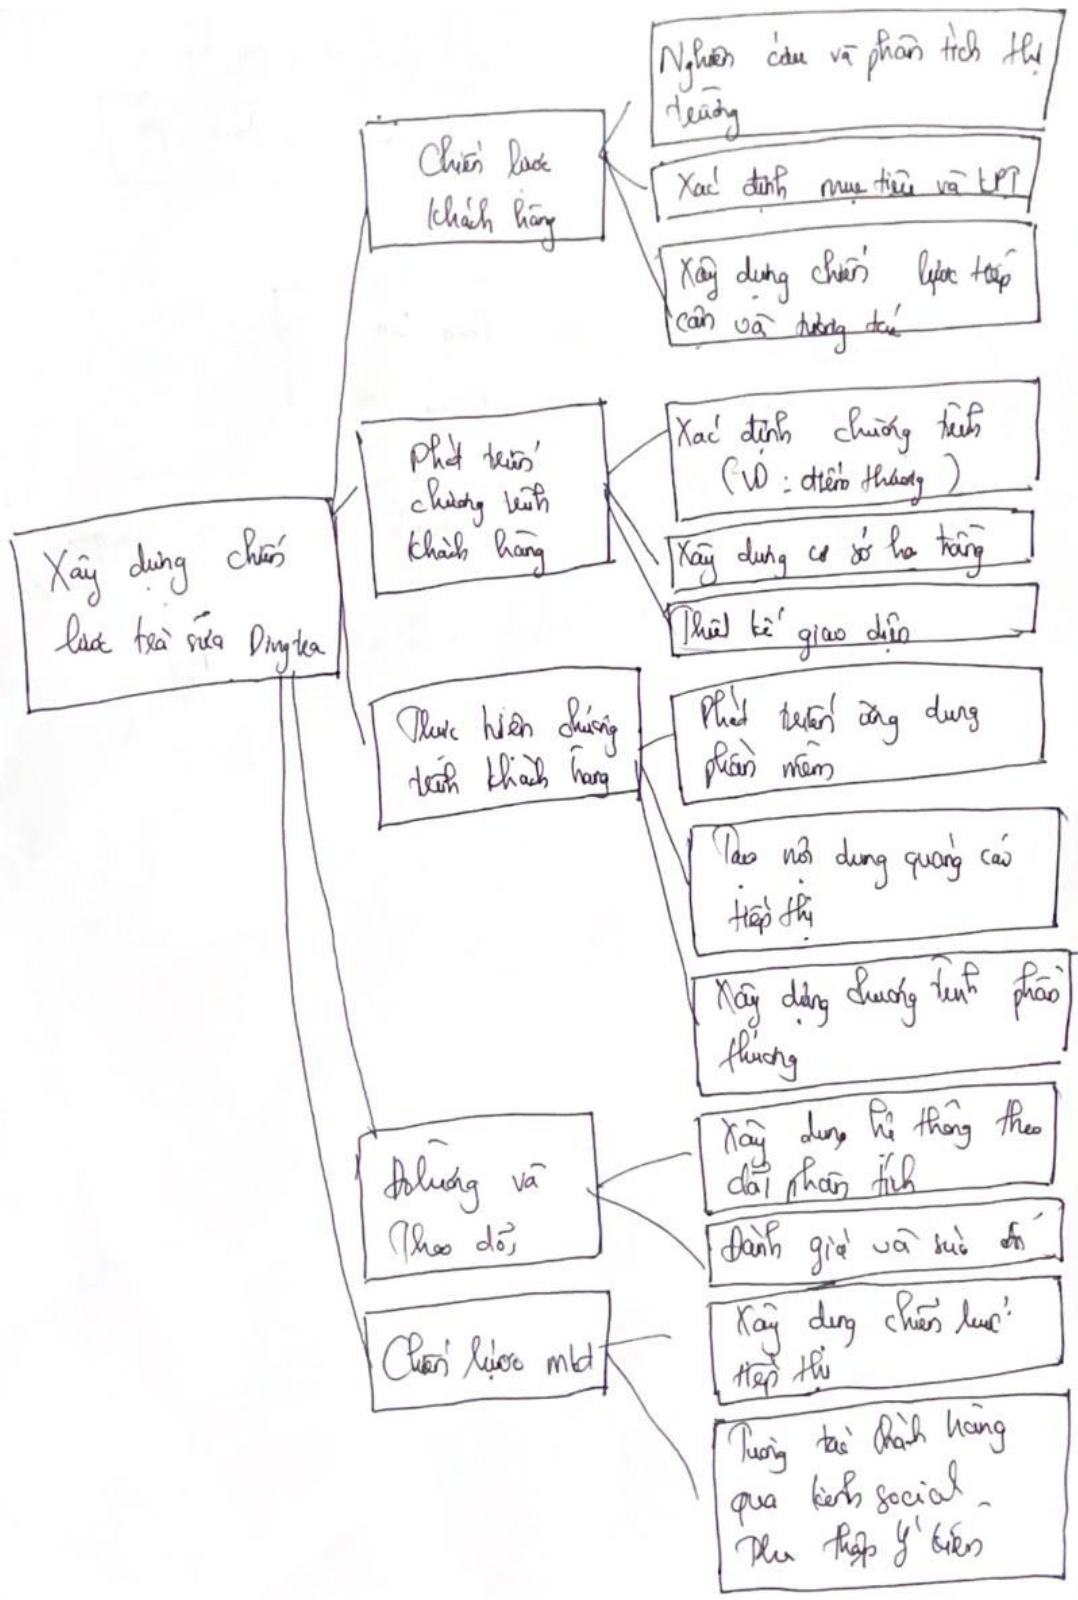 Nghiên cứu và phân tích thị
trường
Chiến lược
khách hàng
Xác định mục tiêu và KPI
Xây dựng chiến lược tiếp
cận và tương tác
Phát triển
chương trình
khách hàng
Xác định chương trình
(VD : điểm thưởng)
Xây dựng cơ sở hạ tầng
Thiết kế giao diện
Xây dựng chiến
lược trà sữa Dingtea
Thực hiện chương
trình khách hàng
Phát triển ứng dụng
phần mềm
Tạo nội dung quảng cáo
tiếp thị
Xây dựng chương trình phần
thưởng
Đo lường và
Theo dõi
Xây dựng hệ thống theo
dõi phân tích
Đánh giá và sửa
Chiến lược mkt
Xây dựng chiến lược
tiếp thị
Tương tác khách hàng
qua kênh social
Thu thập ý kiến